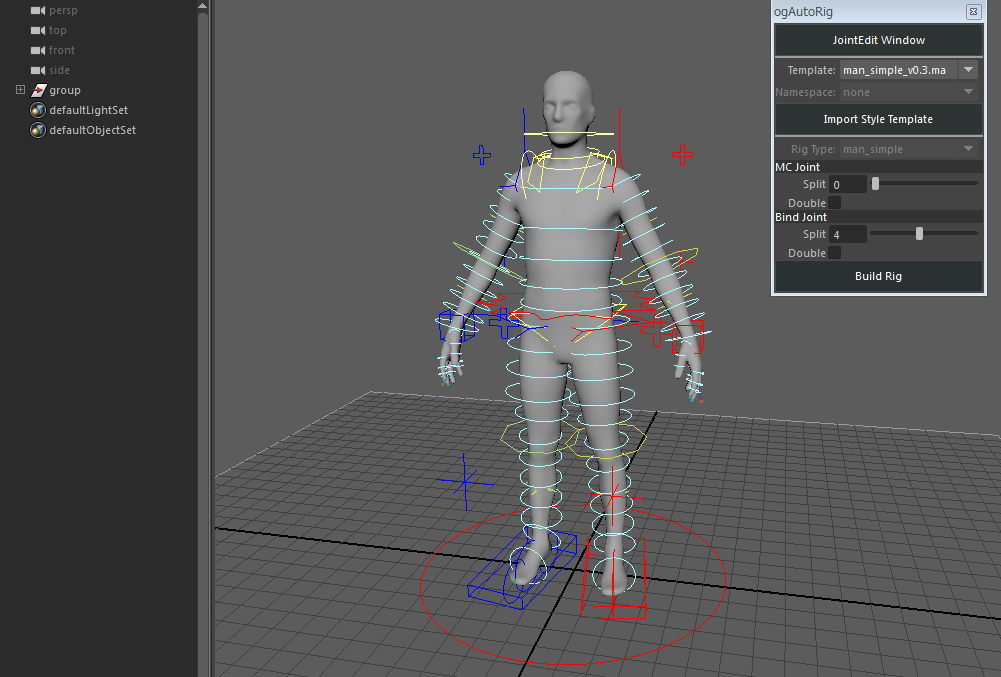 persp
top
front
side
group
defaultLightSet
defaultObjectSet
ogAutoRig
JointEdit Window
Template: man_simple_v0.3.ma
Namespace: none
Import Style Template
Rig Type: man_simple
MC Joint
Split 0
Double
Bind Joint
Split 4
Double
Build Rig